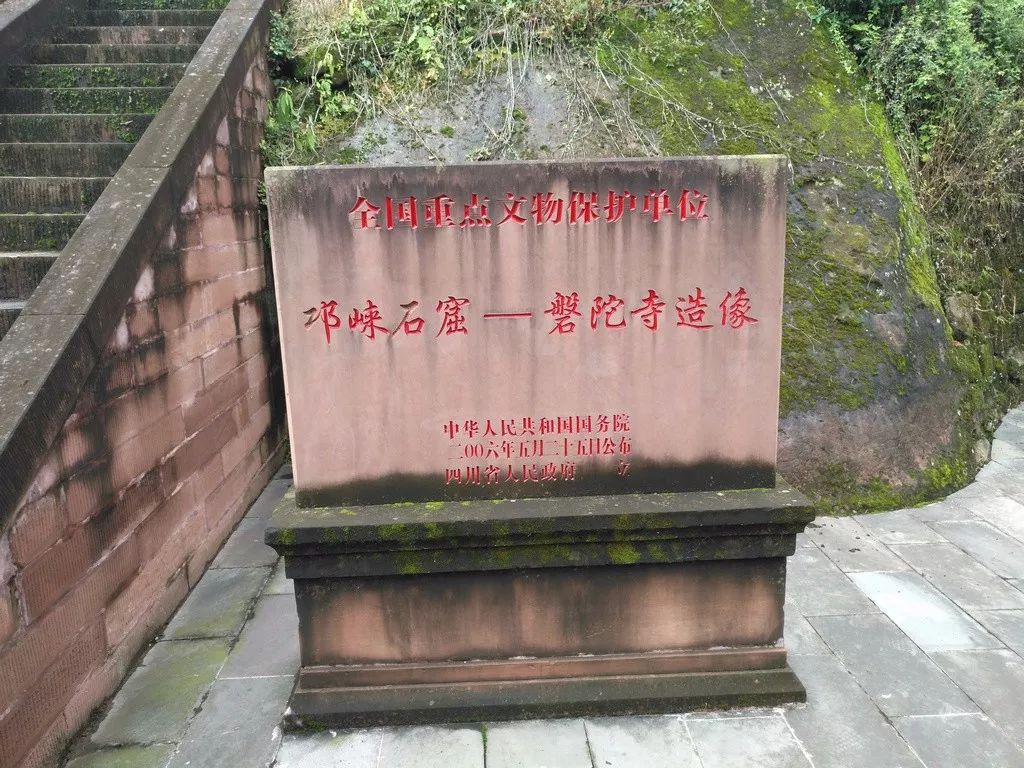 全国重点文物保护单位
邛崃石窟——磐陀寺造像
中华人民共和国国务院
二〇〇六年五月二十五日公布
四川省人民政府 立